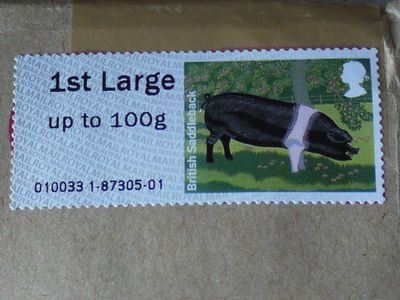 1st Large
up to 100g
010033 1-87305-01
British Saddleback